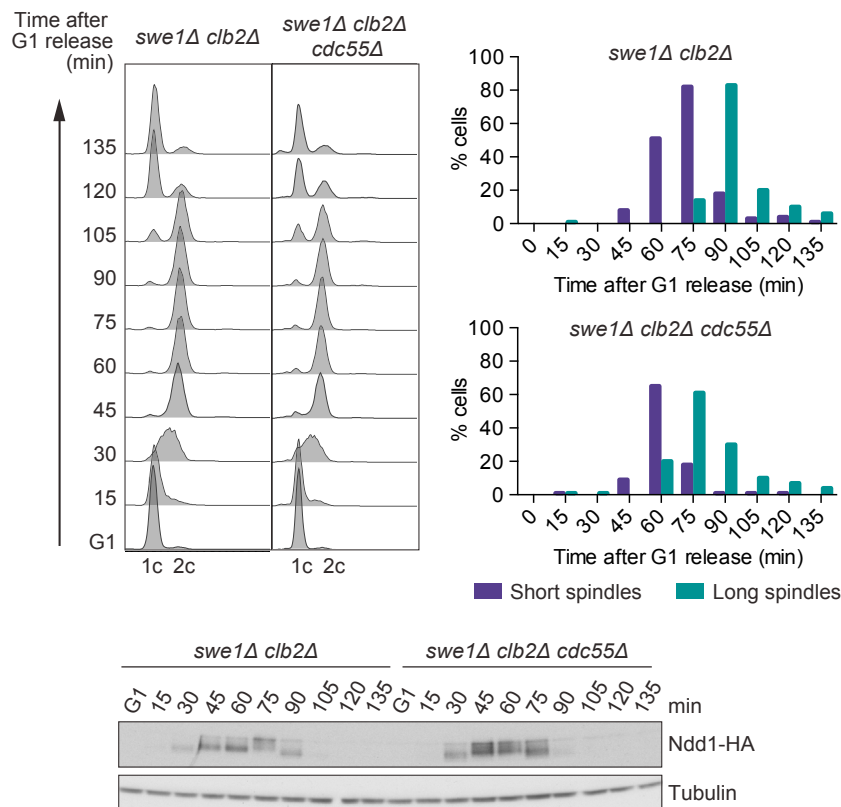 Time after
G1 release
(min)
swe1Δ clb2Δ
swe1Δ clb2Δ
cdc55Δ
135
120
105
90
75
60
45
30
15
G1
1c 2c
1c 2c
swe1Δ clb2Δ
% cells
100
80
60
40
20
0
0 15 30 45 60 75 90 105 120 135
Time after G1 release (min)
swe1Δ clb2Δ cdc55Δ
% cells
100
80
60
40
20
0
0 15 30 45 60 75 90 105 120 135
Time after G1 release (min)
Short spindles Long spindles
swe1Δ clb2Δ swe1Δ clb2Δ cdc55Δ
G1 15 30 45 60 75 90 105 120 135 G1 15 30 45 60 75 90 105 120 135 min
Ndd1-HA
Tubulin